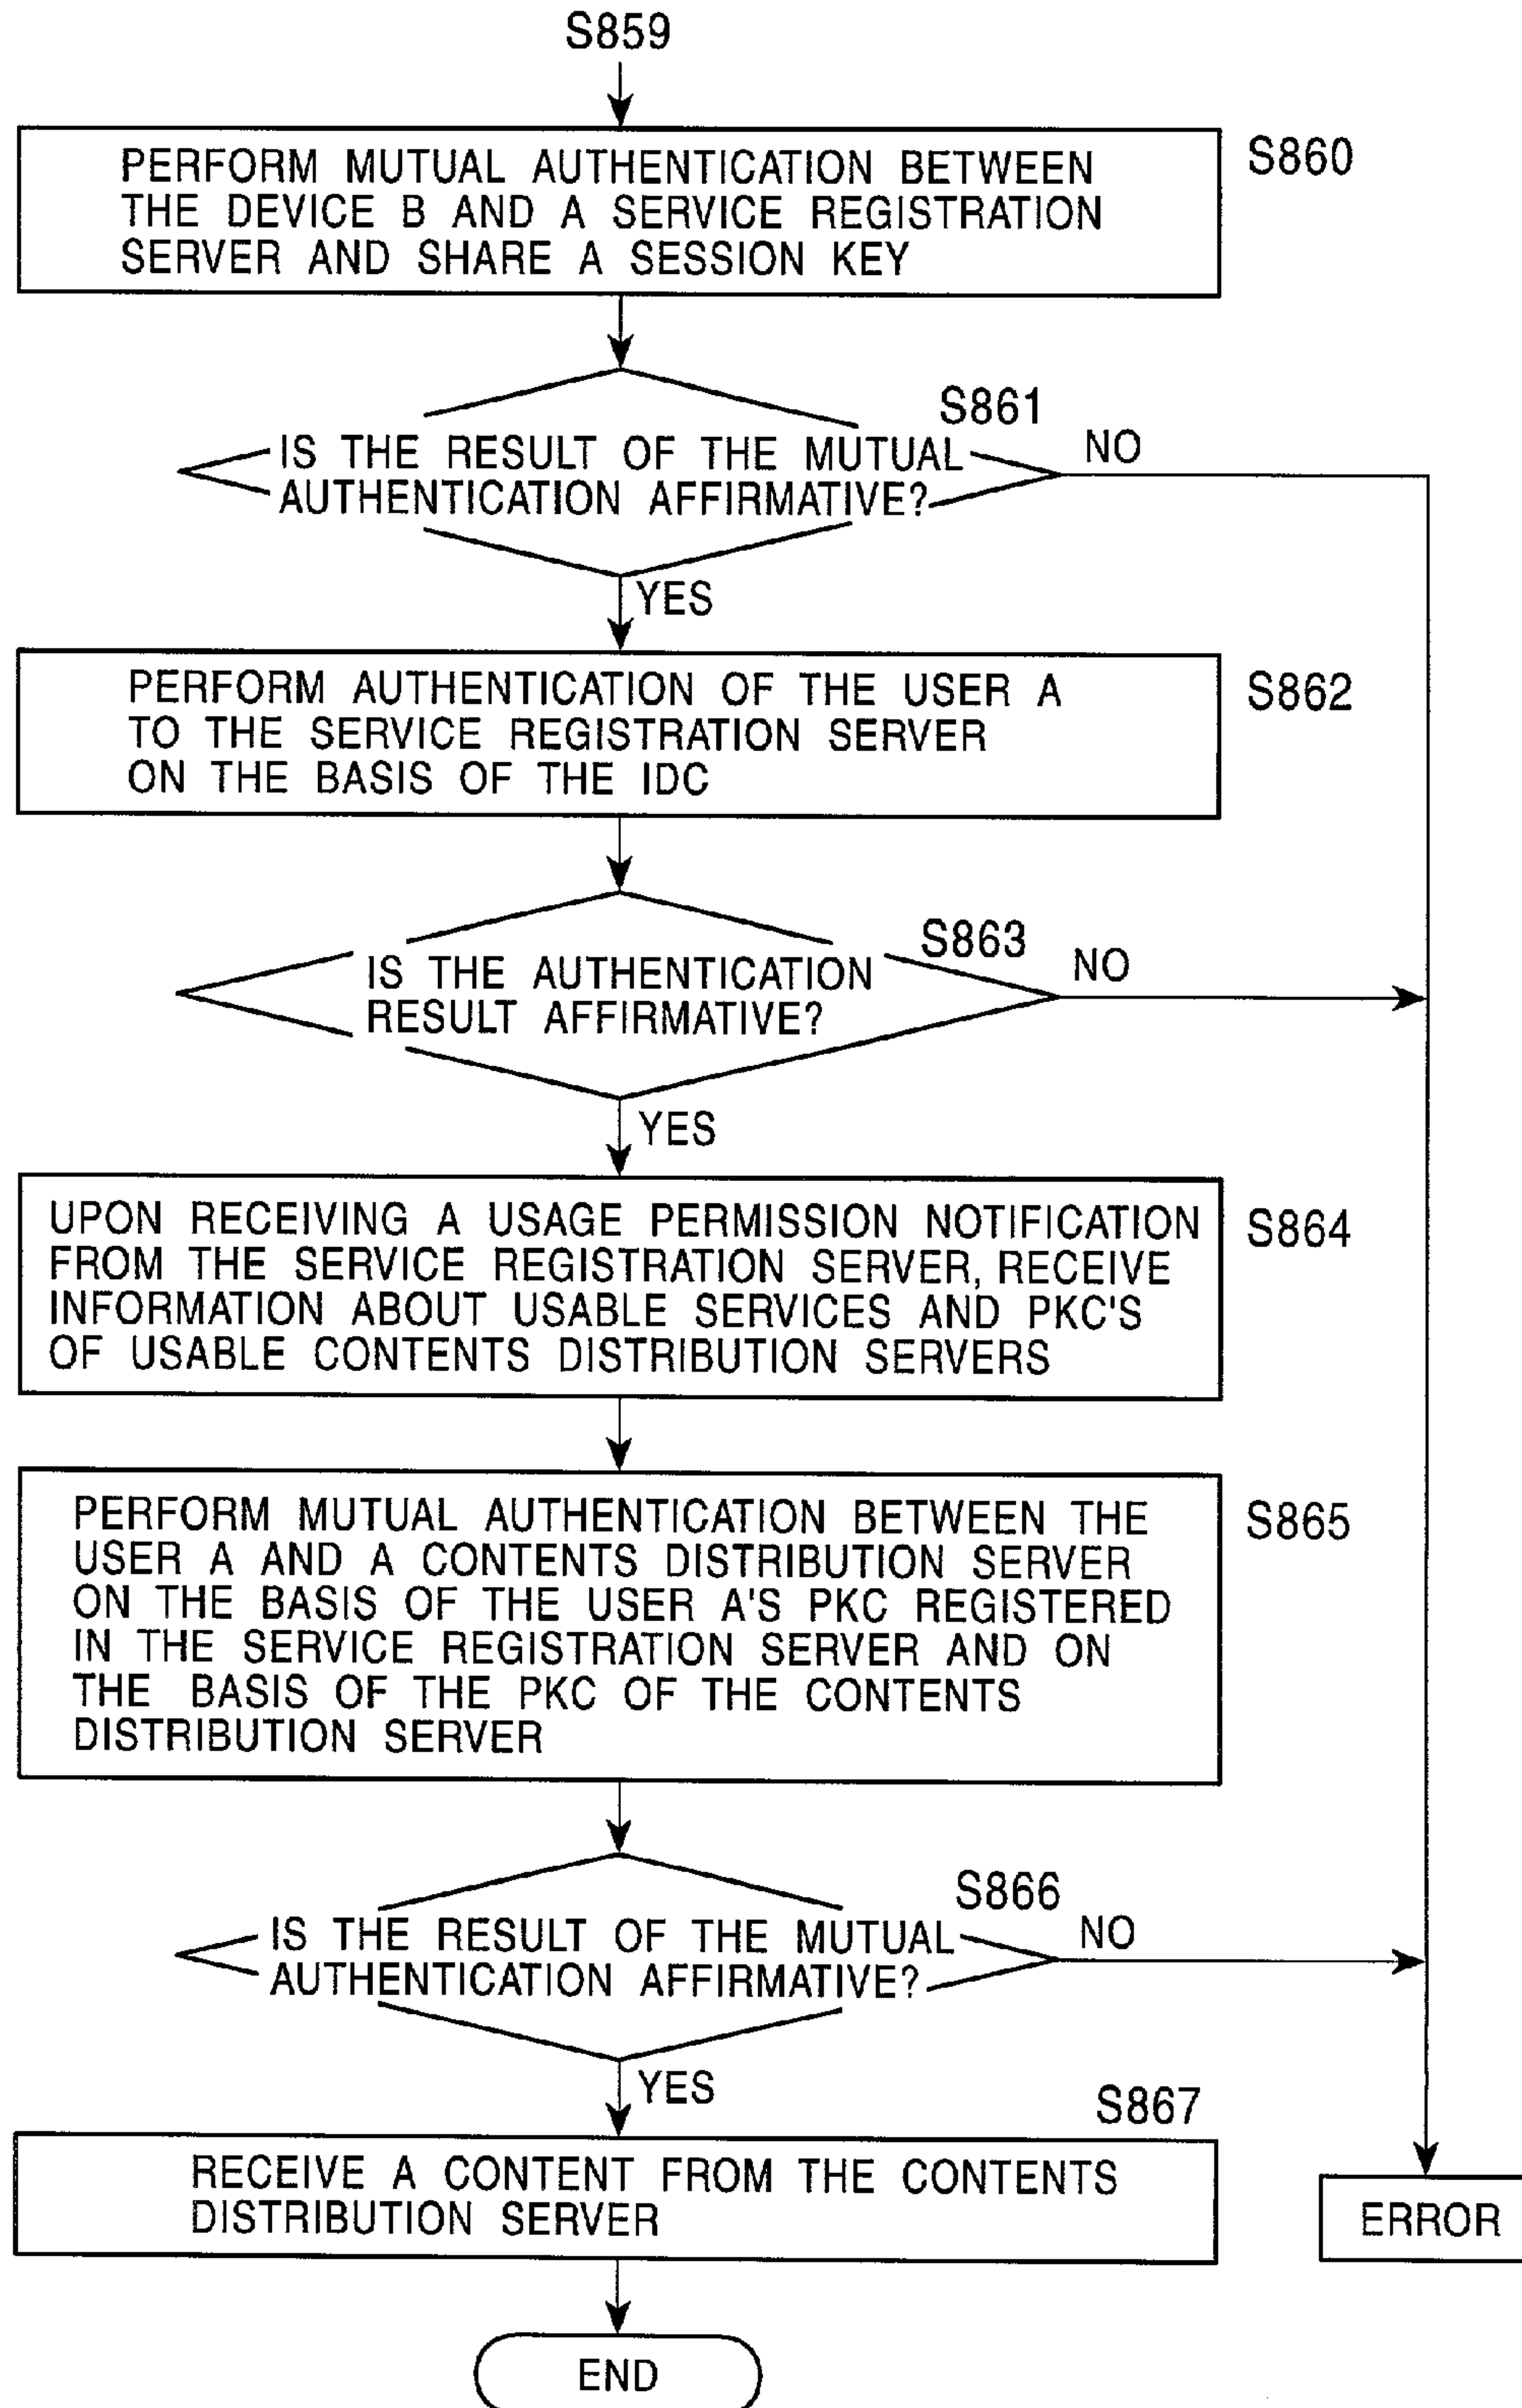 S859
PERFORM MUTUAL AUTHENTICATION BETWEEN
THE DEVICE B AND A SERVICE REGISTRATION
SERVER AND SHARE A SESSION KEY
S860
S861
IS THE RESULT OF THE MUTUAL
AUTHENTICATION AFFIRMATIVE?
NO
YES
PERFORM AUTHENTICATION OF THE USER A
TO THE SERVICE REGISTRATION SERVER
ON THE BASIS OF THE IDC
S862
S863
IS THE AUTHENTICATION
RESULT AFFIRMATIVE?
NO
YES
UPON RECEIVING A USAGE PERMISSION NOTIFICATION
FROM THE SERVICE REGISTRATION SERVER, RECEIVE
INFORMATION ABOUT USABLE SERVICES AND PKC'S
OF USABLE CONTENTS DISTRIBUTION SERVERS
S864
PERFORM MUTUAL AUTHENTICATION BETWEEN THE
USER A AND A CONTENTS DISTRIBUTION SERVER
ON THE BASIS OF THE USER A'S PKC REGISTERED
IN THE SERVICE REGISTRATION SERVER AND ON
THE BASIS OF THE PKC OF THE CONTENTS
DISTRIBUTION SERVER
S865
S866
IS THE RESULT OF THE MUTUAL
AUTHENTICATION AFFIRMATIVE?
NO
YES
S867
RECEIVE A CONTENT FROM THE CONTENTS
DISTRIBUTION SERVER
ERROR
END